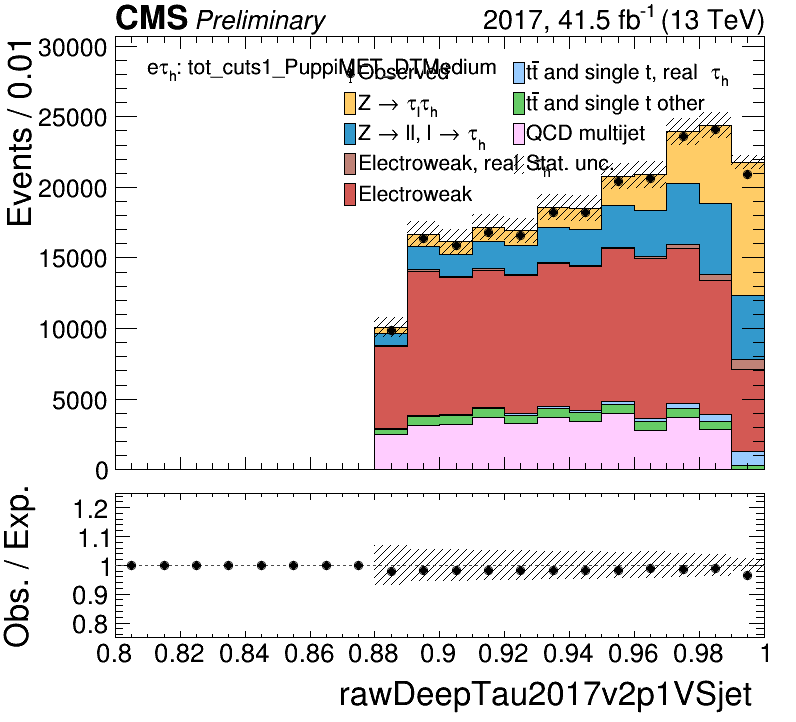 CMS Preliminary 2017, 41.5 fb⁻¹ (13 TeV)
Events / 0.01
30000
25000
20000
15000
10000
5000
0
eτh: tot_cuts1_PuppiMET_DTMedium
Observed
Z → τlτh
Z → ll, l → τh
Electroweak, real τh
Electroweak
tt̄ and single t, real τh
tt̄ and single t other
QCD multijet
Stat. unc.
Obs. / Exp.
1.2
1.1
1
0.9
0.8
0.8 0.82 0.84 0.86 0.88 0.9 0.92 0.94 0.96 0.98 1
rawDeepTau2017v2p1VSjet